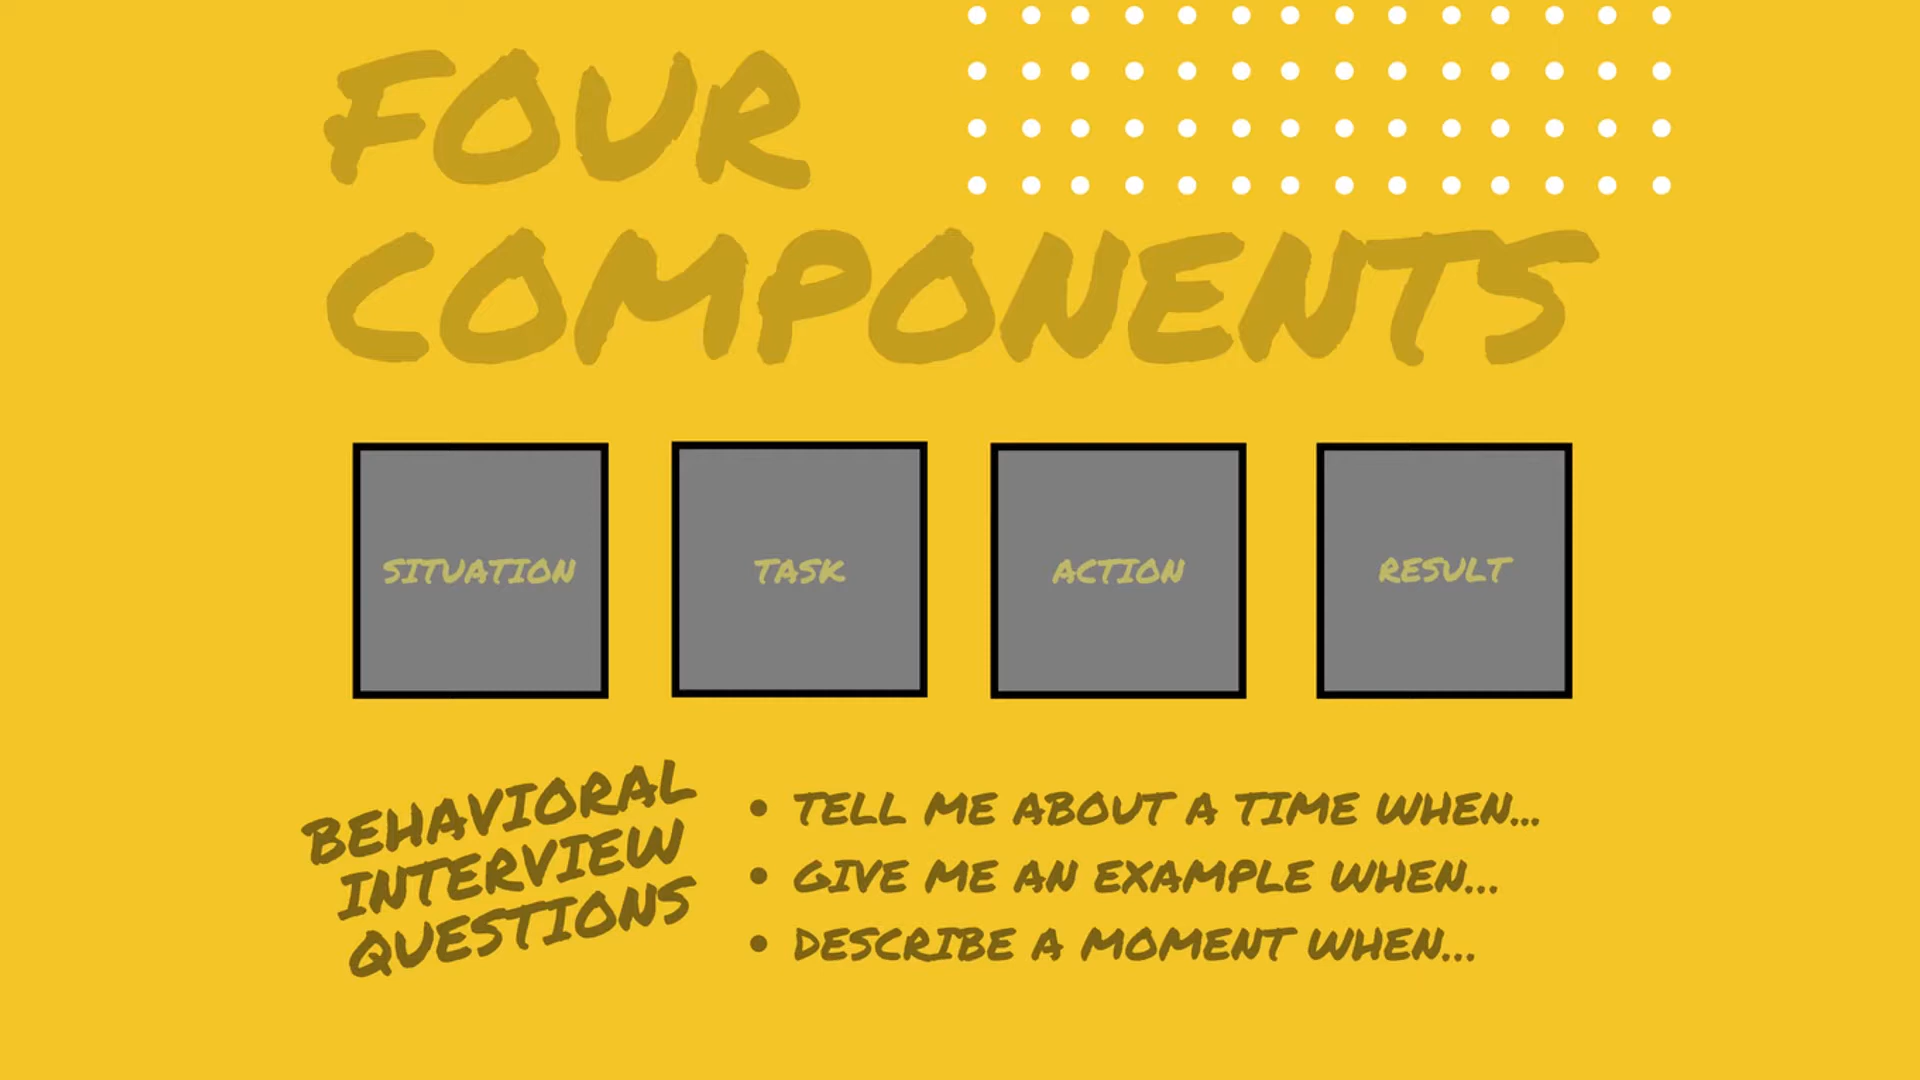 FOUR
COMPONENTS
SITUATION
TASK
ACTION
RESULT
BEHAVIORAL
INTERVIEW
QUESTIONS
• TELL ME ABOUT A TIME WHEN...
• GIVE ME AN EXAMPLE WHEN...
• DESCRIBE A MOMENT WHEN...